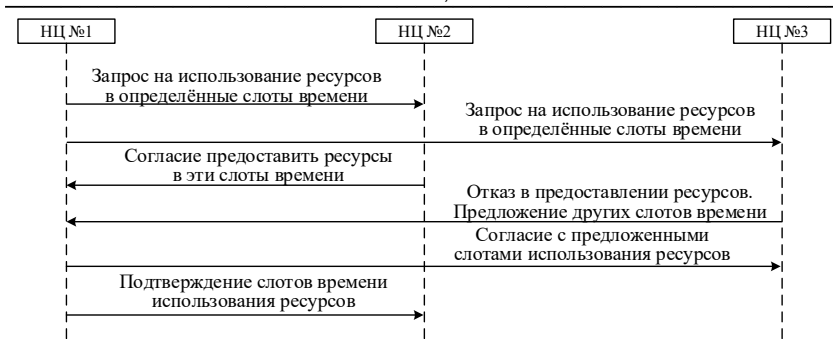 НЦ №1
НЦ №2
НЦ №3
Запрос на использование ресурсов
в определённые слоты времени
Запрос на использование ресурсов
в определённые слоты времени
Согласие предоставить ресурсы
в эти слоты времени
Отказ в предоставлении ресурсов.
Предложение других слотов времени
Согласие с предложенными
слотами использования ресурсов
Подтверждение слотов времени
использования ресурсов